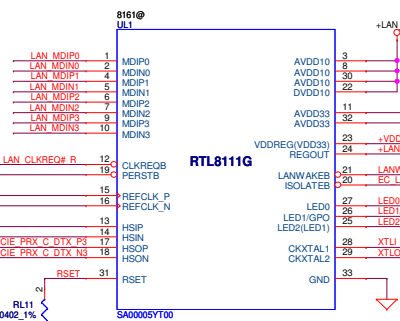 8161@
UL1
+LAN
LAN_MDIP0 1 MDIP0 AVDD10 3
LAN_MDIN0 2 MDIN0 AVDD10 8
LAN_MDIP1 4 MDIP1 AVDD10 30
LAN_MDIN1 5 MDIN1 DVDD10 22
LAN_MDIP2 6 MDIP2
LAN_MDIN2 7 MDIN2 AVDD33 11
LAN_MDIP3 9 MDIP3 AVDD33 32
LAN_MDIN3 10 MDIN3
VDDREG(VDD33) 23 +VDD
REGOUT 24 +LAN
LAN_CLKREQ# R 12 CLKREQB
RTL8111G
19 PERSTB LANWAKEB 21 LANW
ISOLATEB 20 EC_L
15 REFCLK_P
16 REFCLK_N LED0 27 LED0
LED1/GPO 26 LED1
13 HSIP LED2(LED1) 25 LED2
14 HSIN
CIE_PRX_C_DTX_P3 17 HSOP CKXTAL1 28 XTLI
CIE_PRX_C_DTX_N3 18 HSON CKXTAL2 29 XTLO
RSET 31 RSET GND 33
2
RL11
0402_1%
SA00005YT00